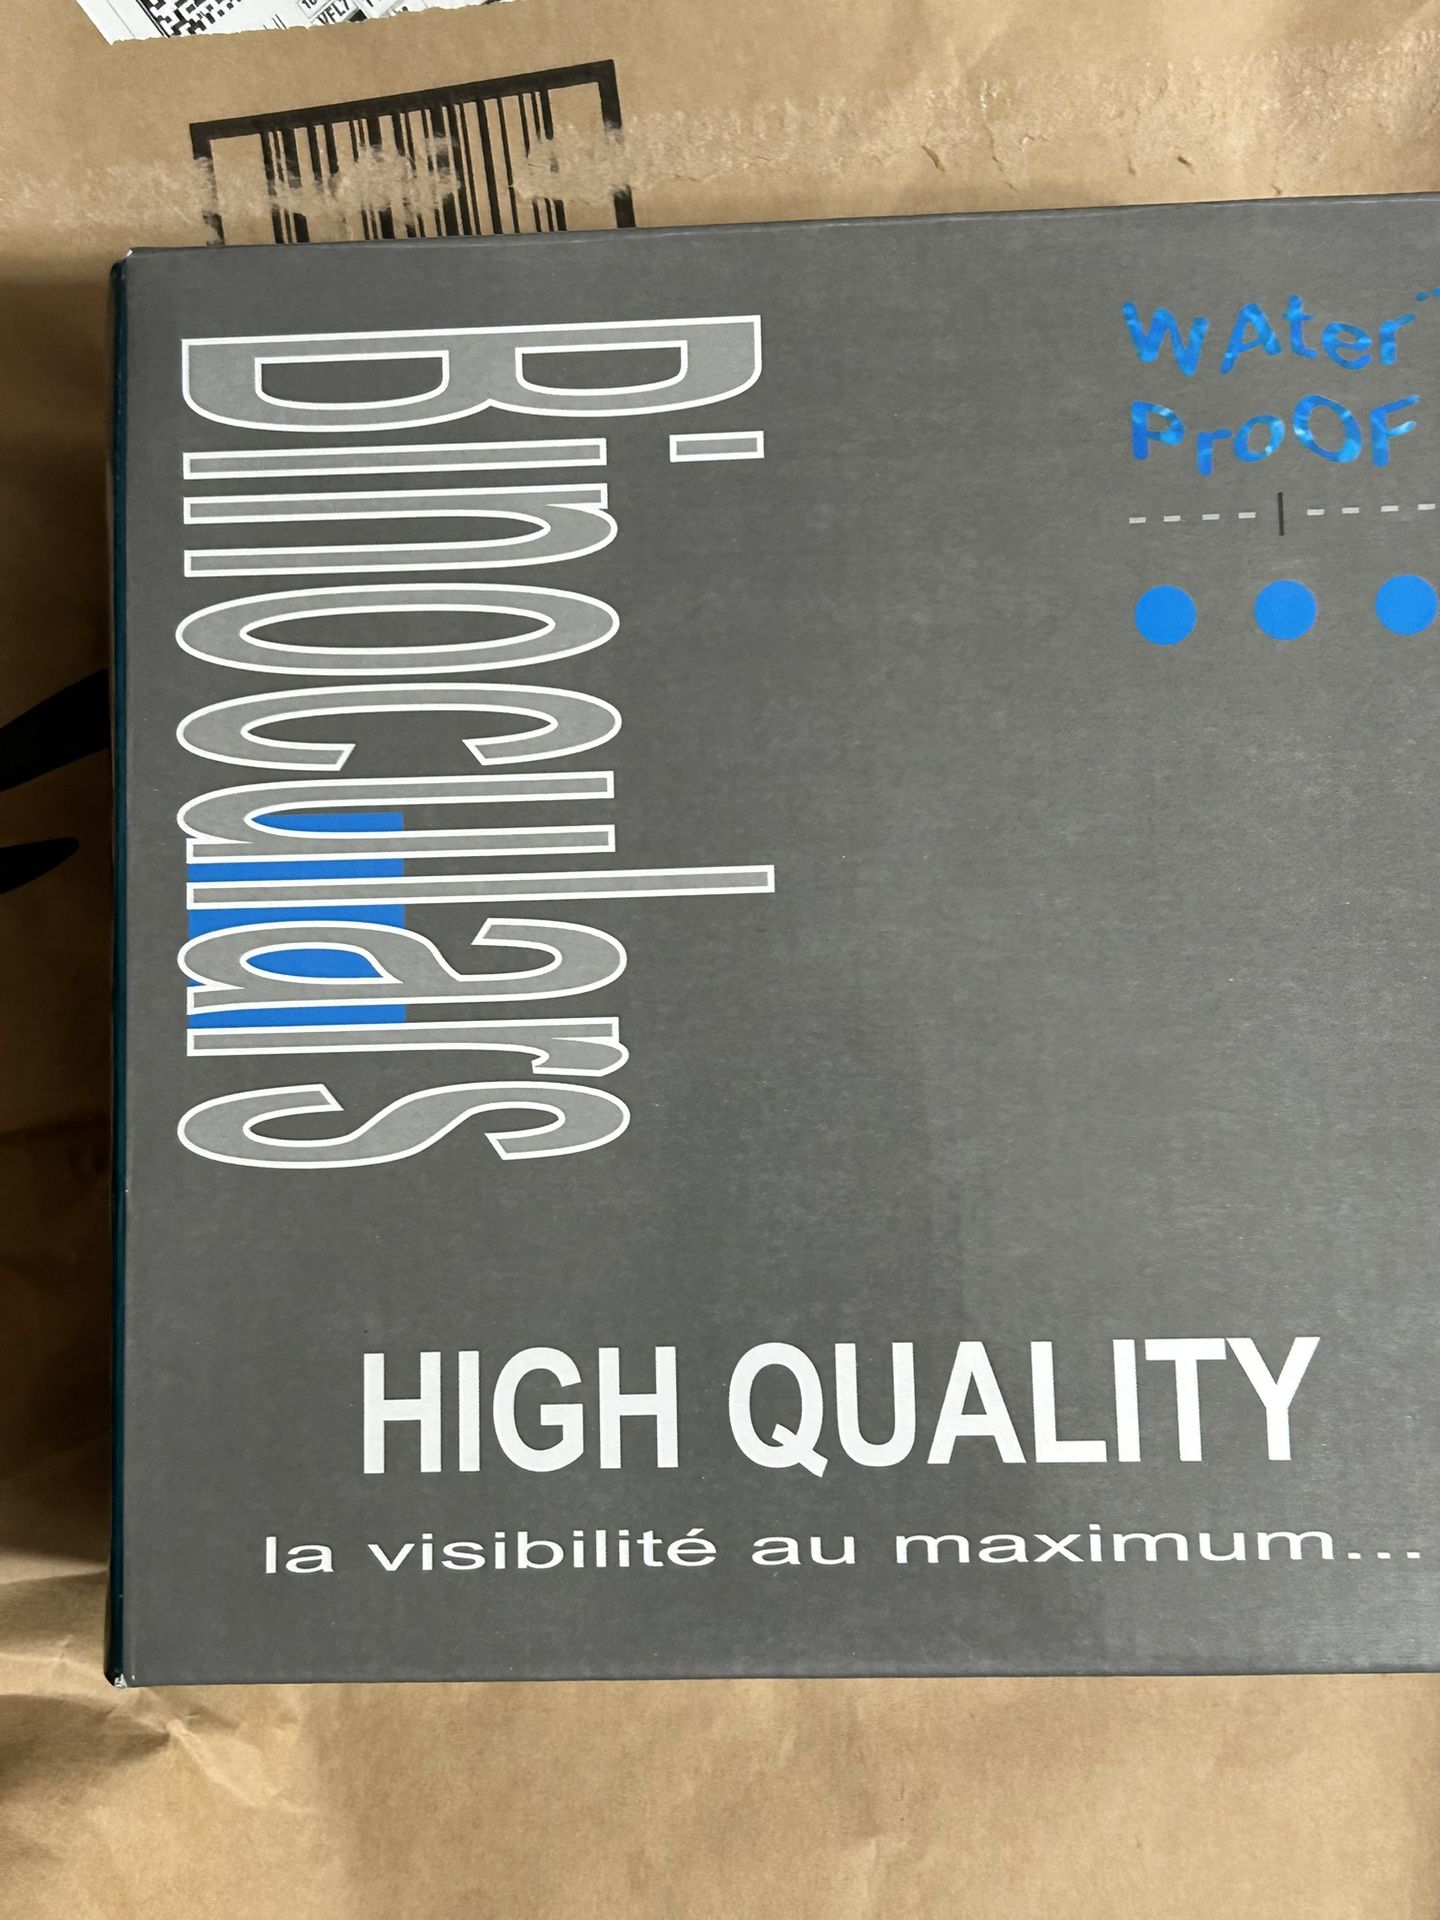 Binoculars
WAter
ProOF
HIGH QUALITY
la visibilité au maximum...